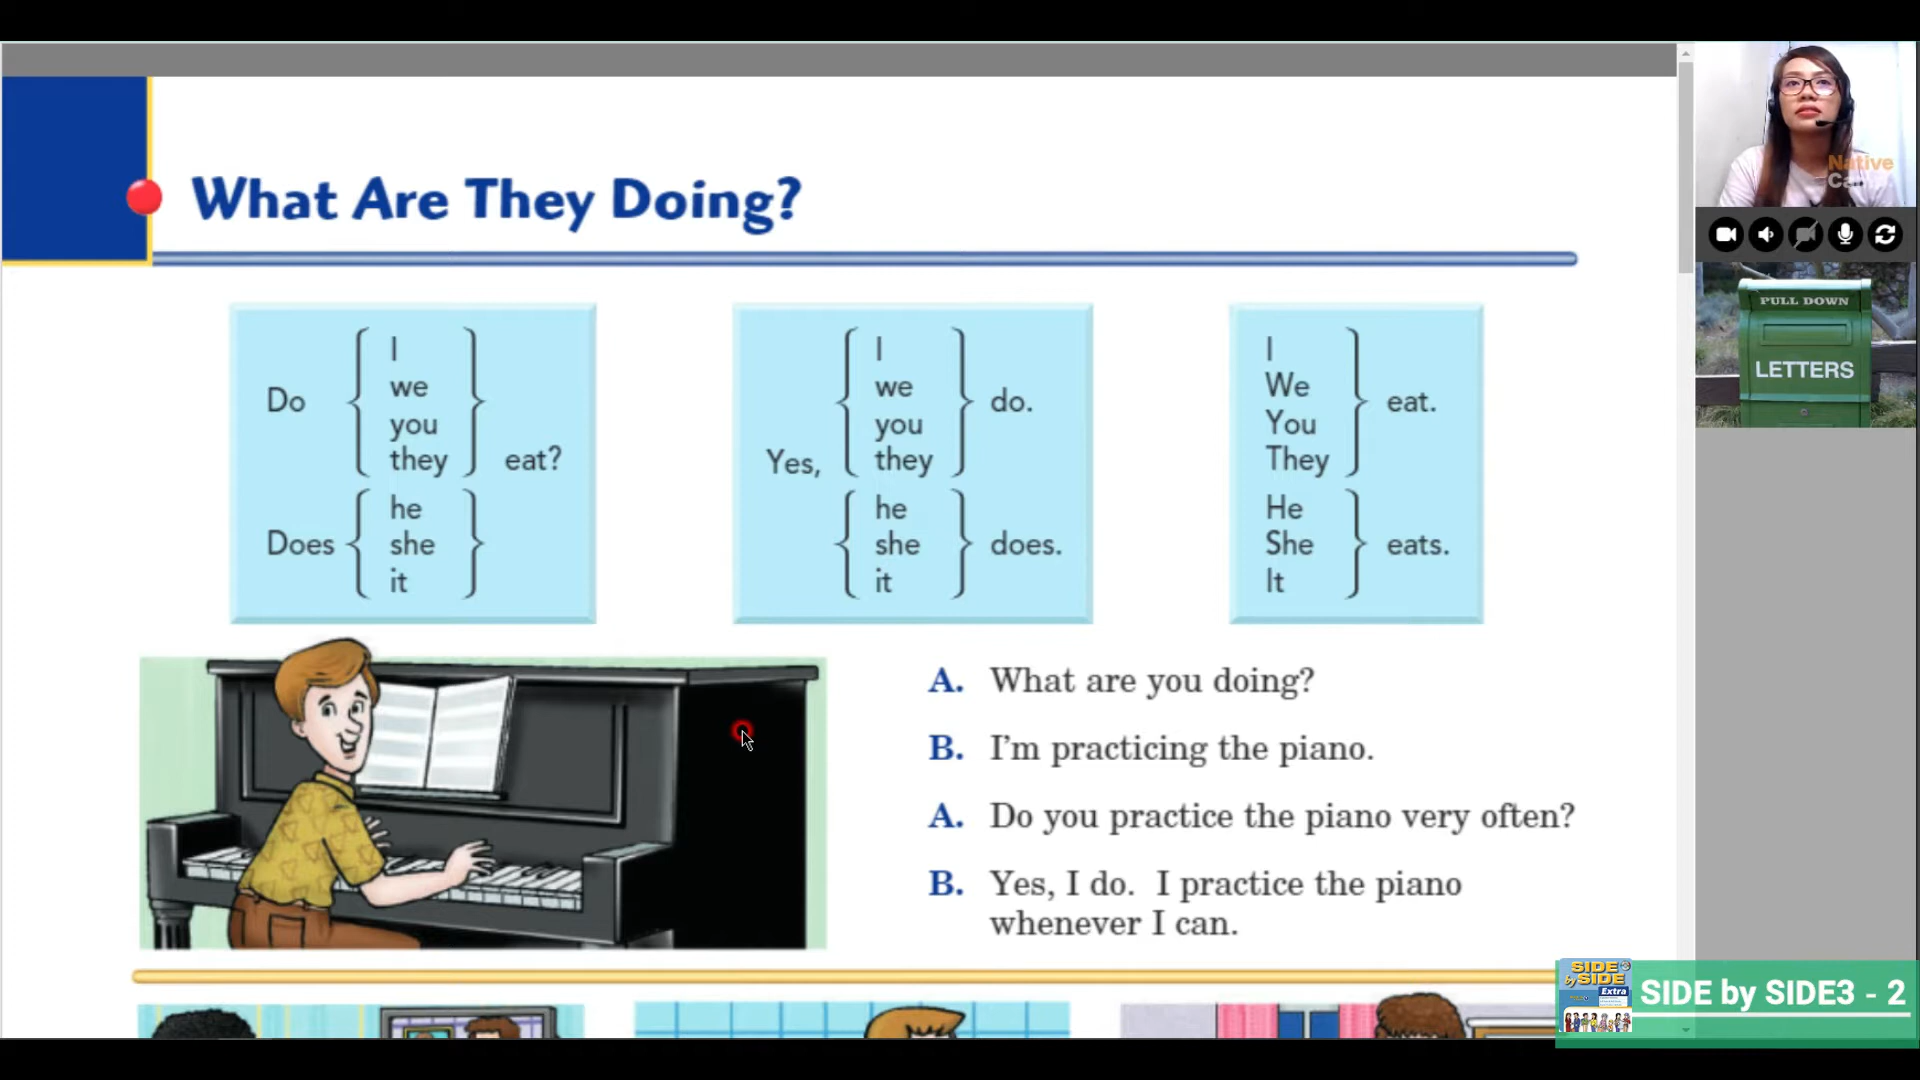 What Are They Doing?
Do
I
we
you
they
Does
he
she
it
eat?
Yes,
I
we
you
they
do.
he
she
it
does.
I
We
You
They
eat.
He
She
It
eats.
A. What are you doing?
B. I'm practicing the piano.
A. Do you practice the piano very often?
B. Yes, I do. I practice the piano
whenever I can.
Native
PULL DOWN
LETTERS
SIDE
by SIDE
Extra
SIDE by SIDE3 - 2